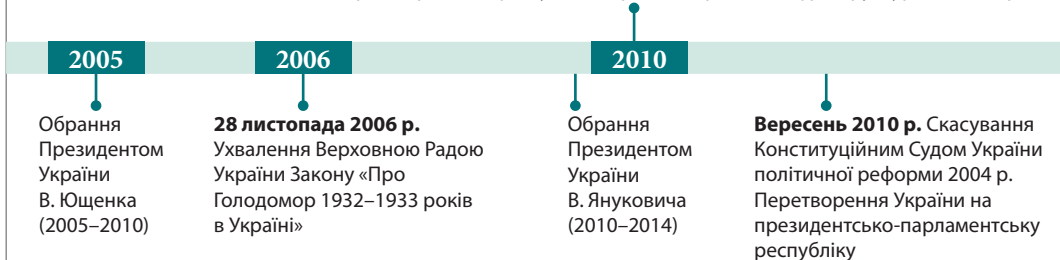 2005
2006
2010
Обрання
Президентом
України
В. Ющенка
(2005–2010)
28 листопада 2006 р.
Ухвалення Верховною Радою
України Закону «Про
Голодомор 1932–1933 років
в Україні»
Обрання
Президентом
України
В. Януковича
(2010–2014)
Вересень 2010 р. Скасування
Конституційним Судом України
політичної реформи 2004 р.
Перетворення України на
президентсько-парламентську
республіку